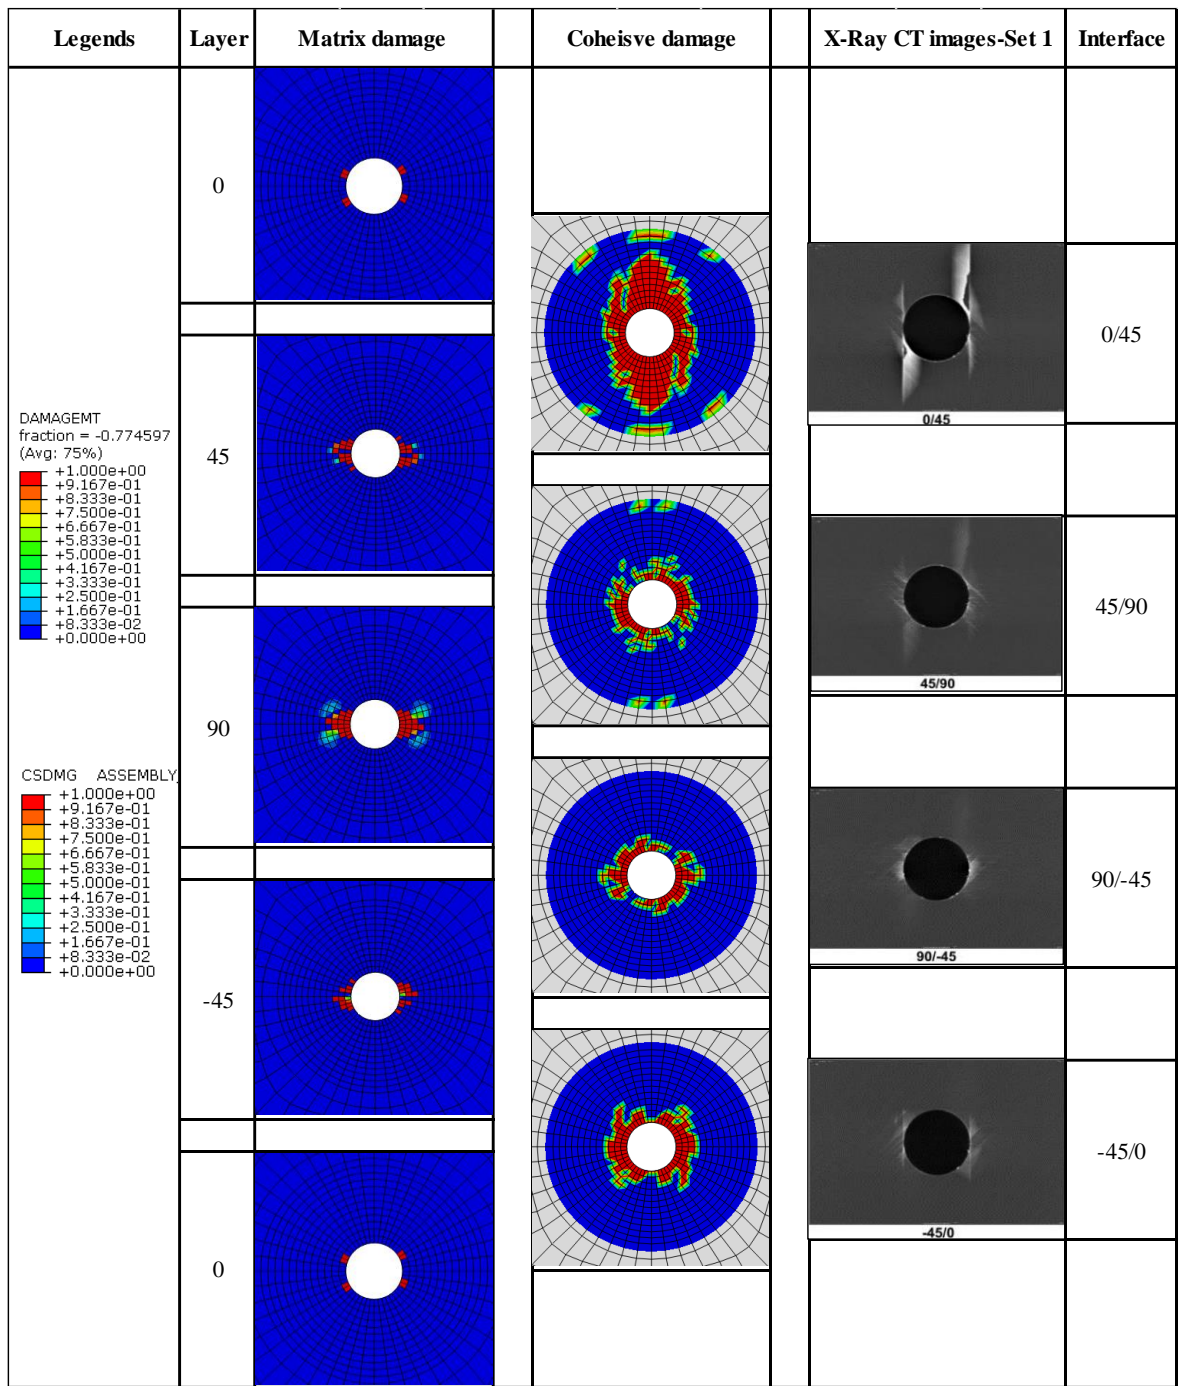 Legends Layer Matrix damage Coheisve damage X-Ray CT images-Set 1 Interface
0
0/45
0/45
45
DAMAGEMT
fraction = -0.774597
(Avg: 75%)
+1.000e+00
+9.167e-01
+8.333e-01
+7.500e-01
+6.667e-01
+5.833e-01
+5.000e-01
+4.167e-01
+3.333e-01
+2.500e-01
+1.667e-01
+8.333e-02
+0.000e+00
45/90
45/90
90
CSDMG ASSEMBLY
+1.000e+00
+9.167e-01
+8.333e-01
+7.500e-01
+6.667e-01
+5.833e-01
+5.000e-01
+4.167e-01
+3.333e-01
+2.500e-01
+1.667e-01
+8.333e-02
+0.000e+00
90/-45
90/-45
-45
-45/0
-45/0
0